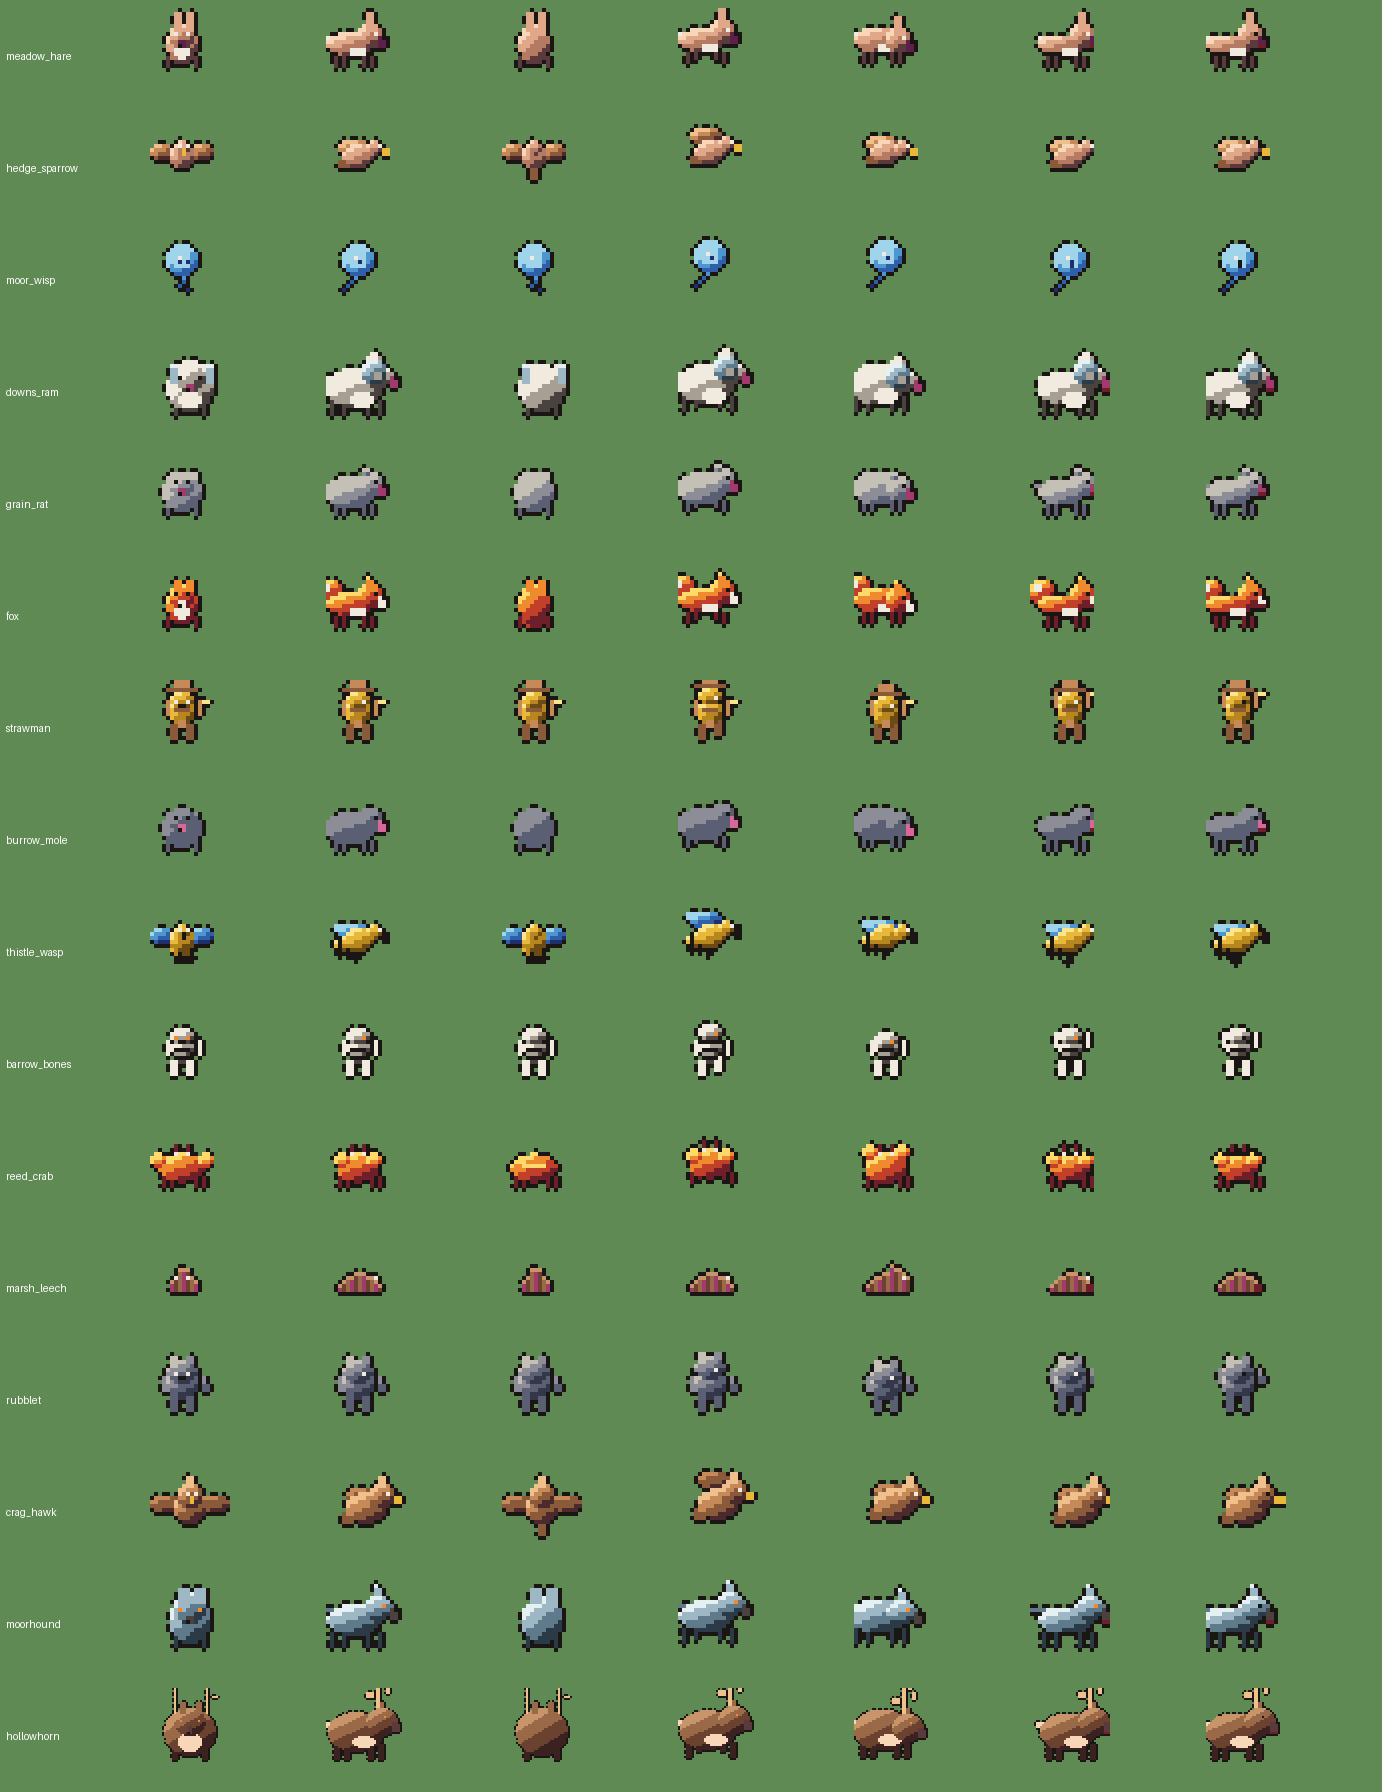 meadow_hare
hedge_sparrow
moor_wisp
downs_ram
grain_rat
fox
strawman
burrow_mole
thistle_wasp
barrow_bones
reed_crab
marsh_leech
rubblet
crag_hawk
moorhound
hollowhorn